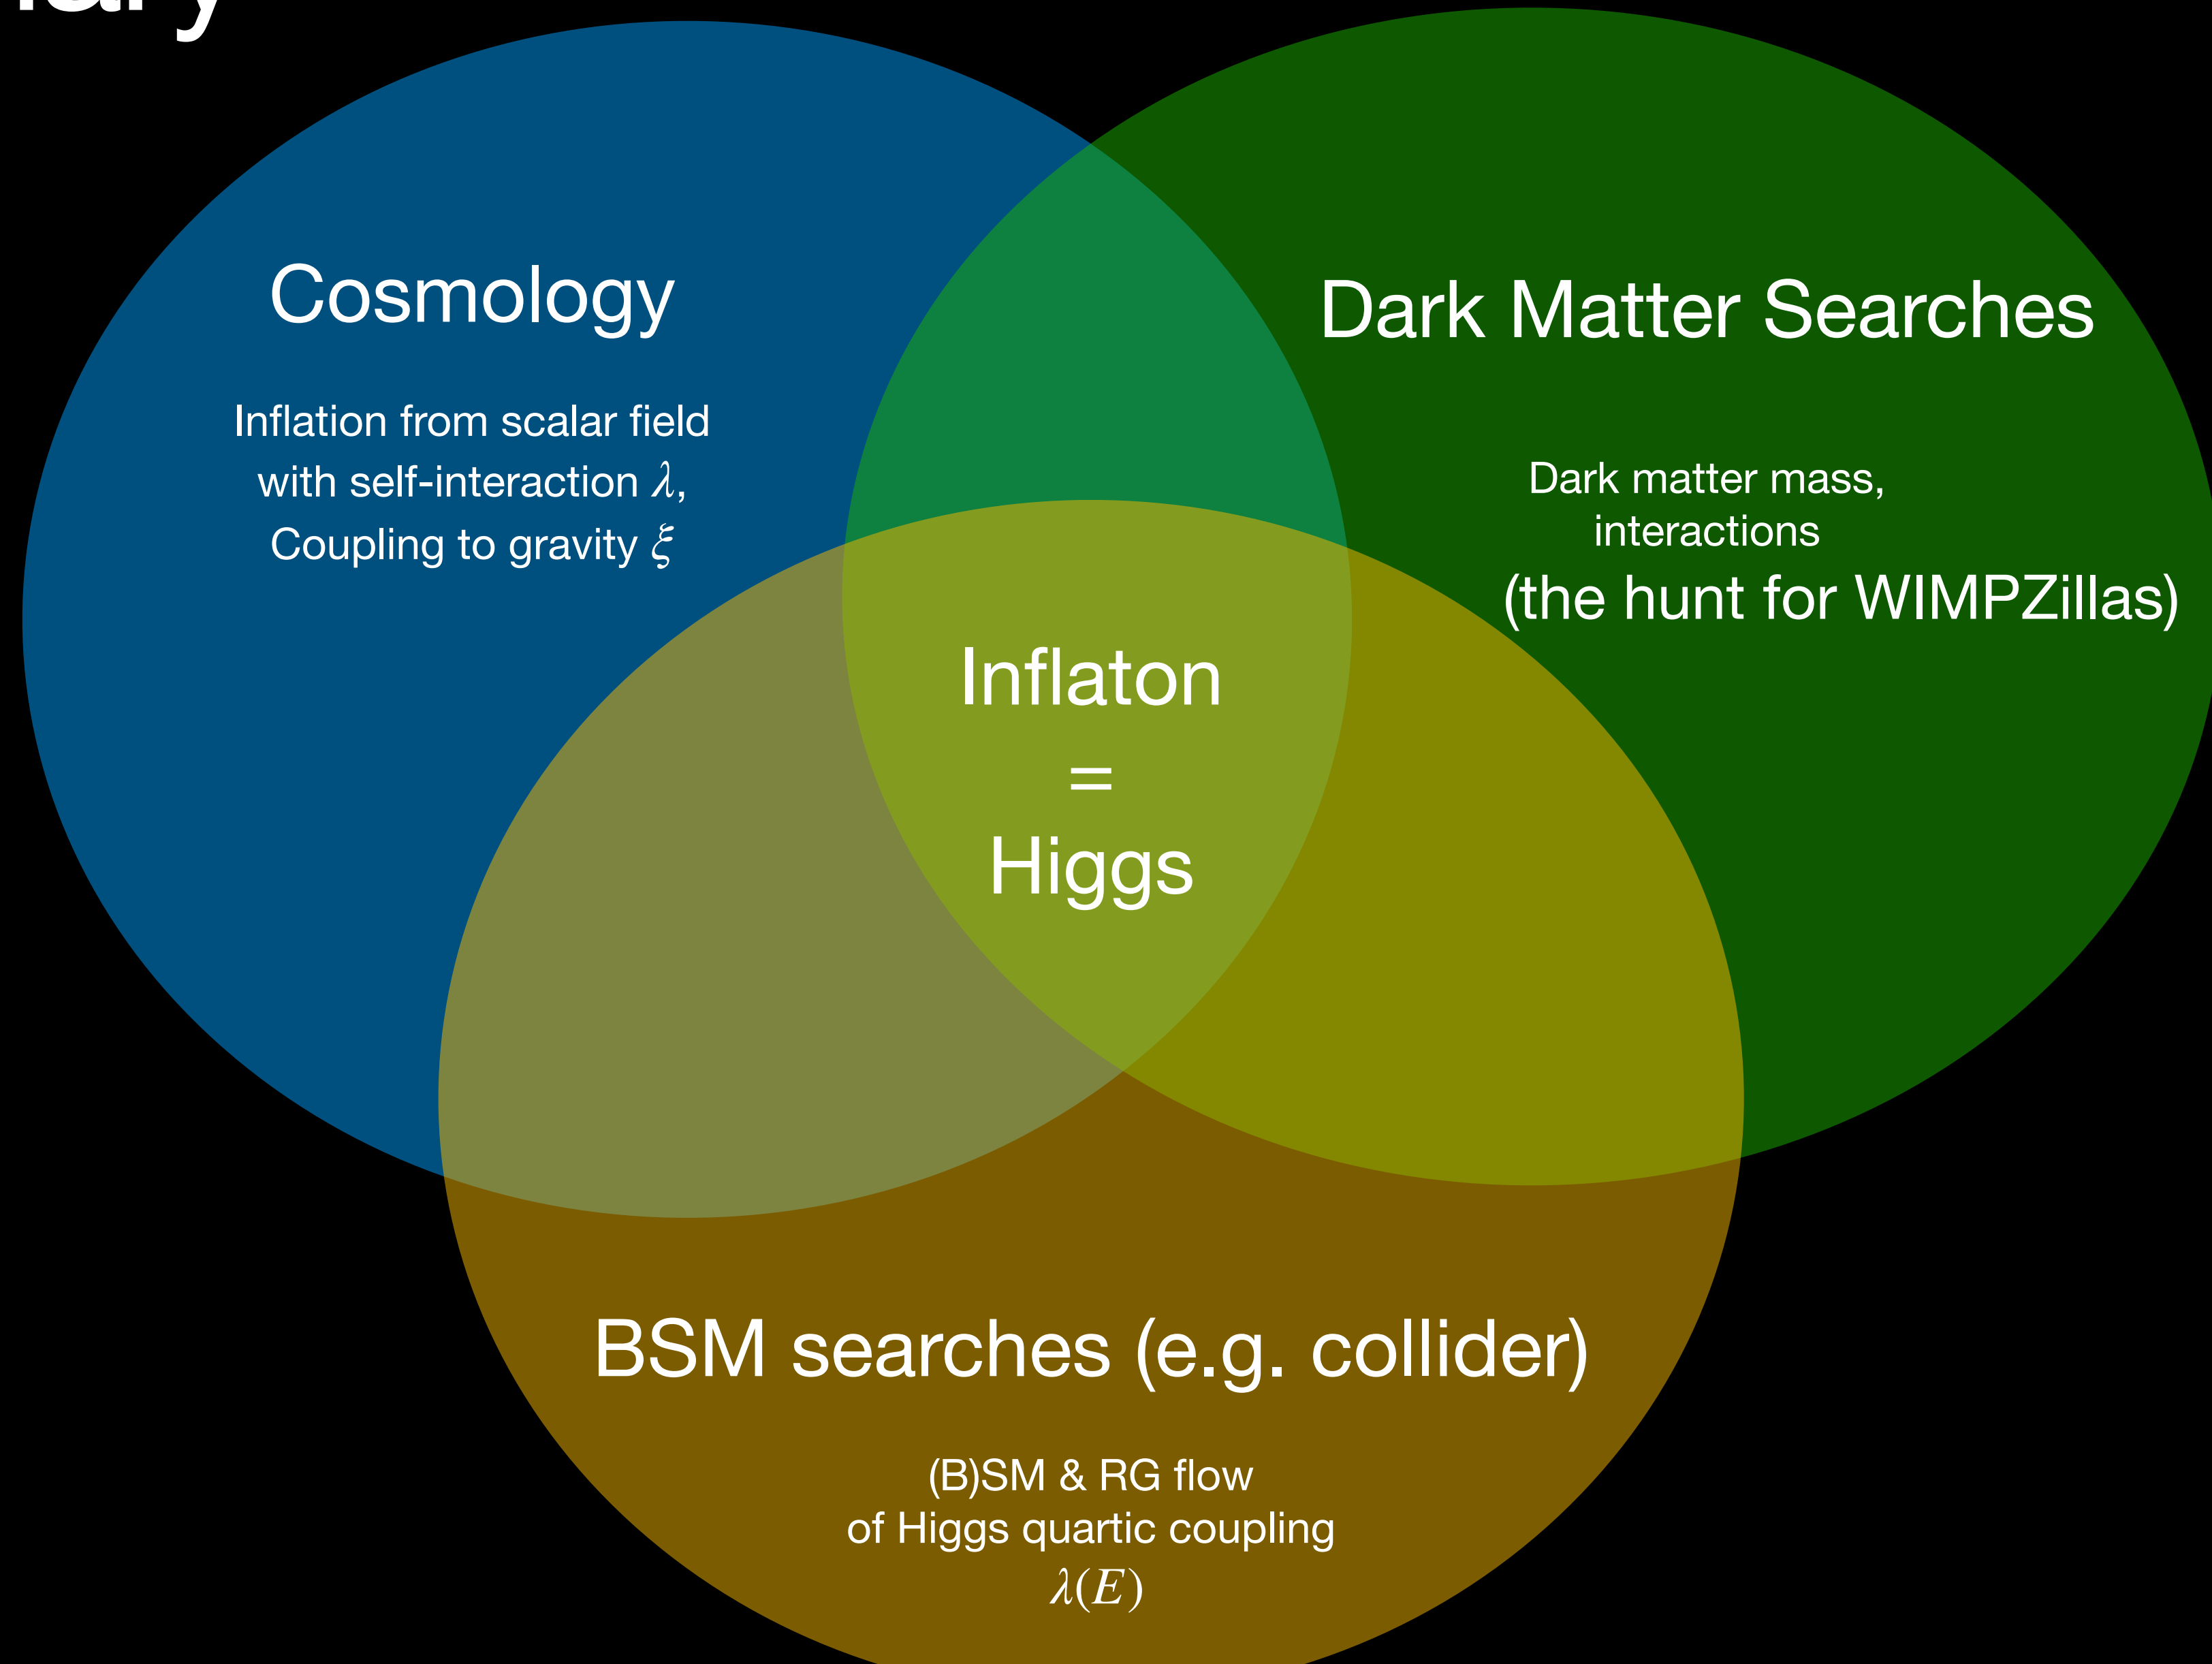 Cosmology
Inflation from scalar field
with self-interaction λ,
Coupling to gravity ξ
Dark Matter Searches
Dark matter mass,
interactions
(the hunt for WIMPZillas)
Inflaton
=
Higgs
BSM searches (e.g. collider)
(B)SM & RG flow
of Higgs quartic coupling
λ(E)